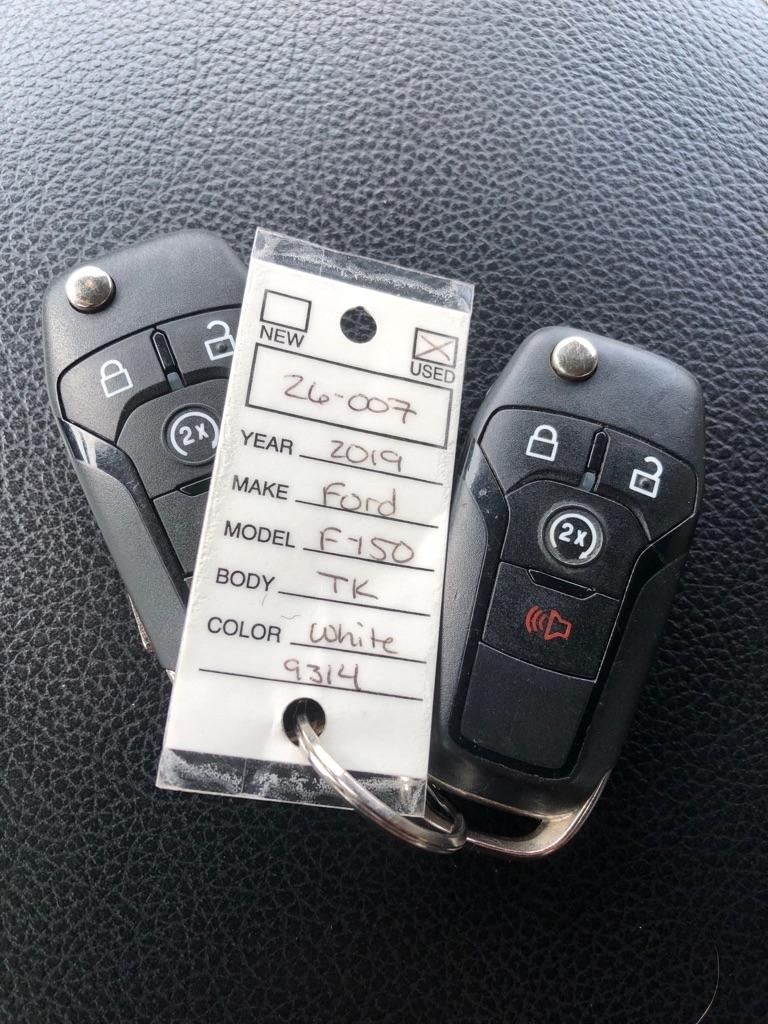 NEW
USED
26-007
YEAR 2019
MAKE Ford
MODEL F-150
BODY TK
COLOR White
9314
2x
2x